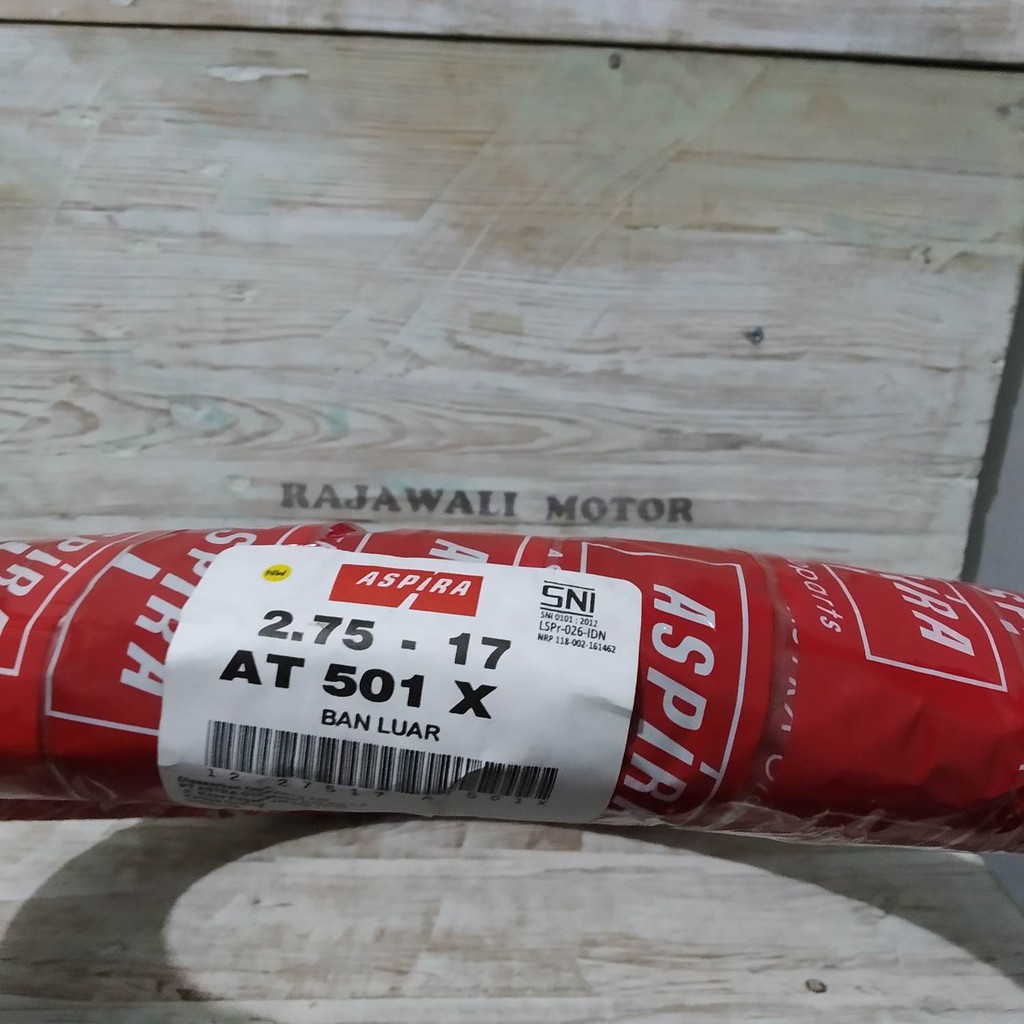 RAJAWALI MOTOR
ASPIRA
2.75 - 17
AT 501 X
BAN LUAR
SNI
SNI 0101 : 2012
LSPr-026-IDN
NRP 118-002-161462
ASPIRA
ASPIRA